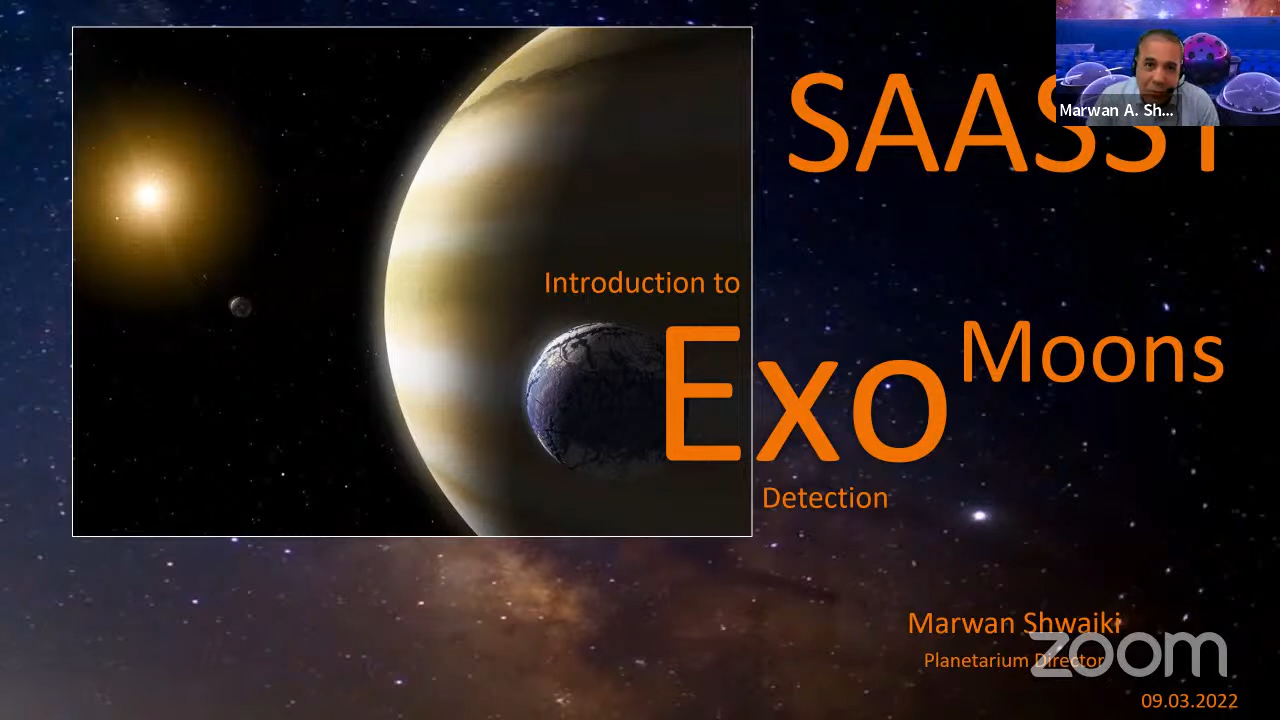 SAASST
Marwan A. Sh...
Introduction to
Exo Moons
Detection
Marwan Shwaiki
Planetarium Director
zoom
09.03.2022